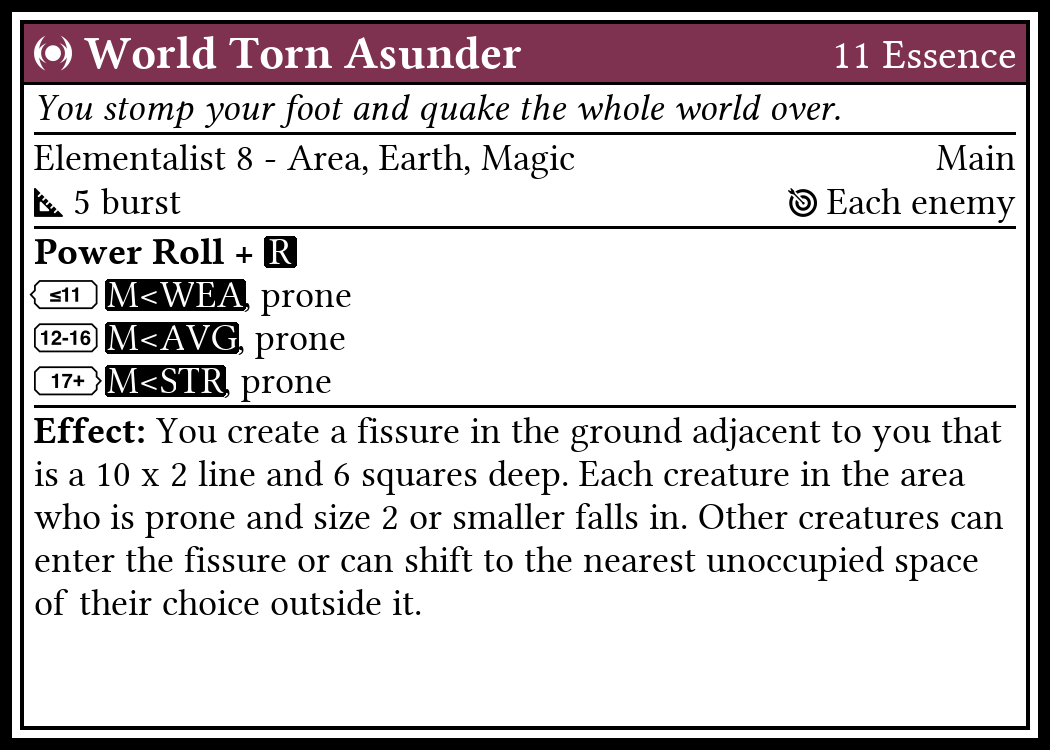 World Torn Asunder 11 Essence
You stomp your foot and quake the whole world over.
Elementalist 8 - Area, Earth, Magic Main
5 burst Each enemy
Power Roll + R
≤11 M<WEA, prone
12-16 M<AVG, prone
17+ M<STR, prone
Effect: You create a fissure in the ground adjacent to you that
is a 10 x 2 line and 6 squares deep. Each creature in the area
who is prone and size 2 or smaller falls in. Other creatures can
enter the fissure or can shift to the nearest unoccupied space
of their choice outside it.